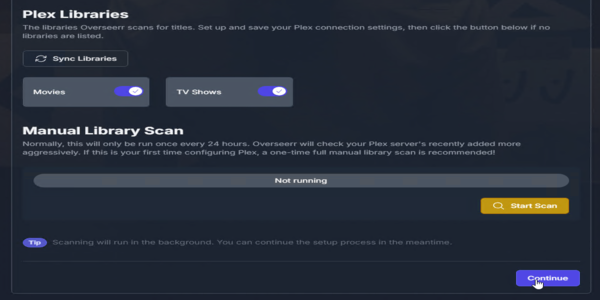 Plex Libraries
The libraries Overseerr scans for titles. Set up and save your Plex connection settings, then click the button below if no
libraries are listed.
Sync Libraries
Movies
TV Shows
Manual Library Scan
Normally, this will only be run once every 24 hours. Overseerr will check your Plex server's recently added more
aggressively. If this is your first time configuring Plex, a one-time full manual library scan is recommended!
Not running
Start Scan
Tip Scanning will run in the background. You can continue the setup process in the meantime.
Continue